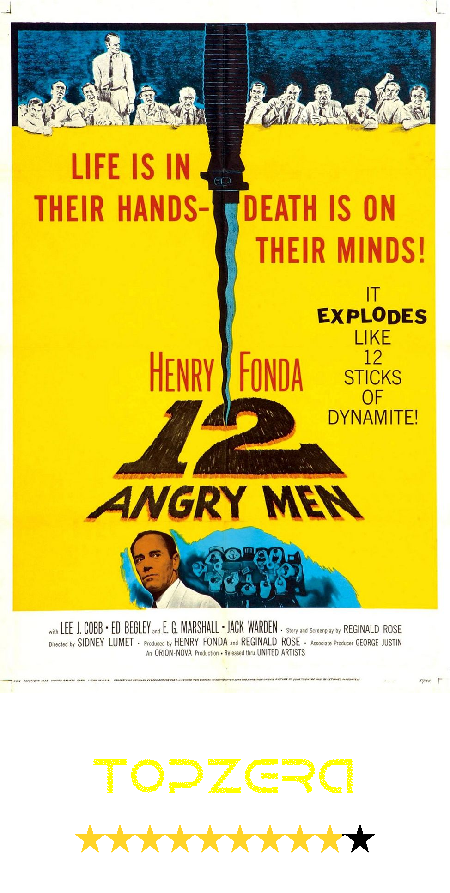 LIFE IS IN
THEIR HANDS- DEATH IS ON
THEIR MINDS!
IT
EXPLODES
LIKE
12
STICKS
OF
DYNAMITE!
HENRY FONDA
12
ANGRY MEN
with LEE J. COBB • ED BEGLEY and E. G. MARSHALL • JACK WARDEN • Story and Screenplay by REGINALD ROSE
Directed by SIDNEY LUMET • Produced by HENRY FONDA and REGINALD ROSE • Associate Producer GEORGE JUSTIN
An ORION-NOVA Production • Released thru UNITED ARTISTS
TOPZERA